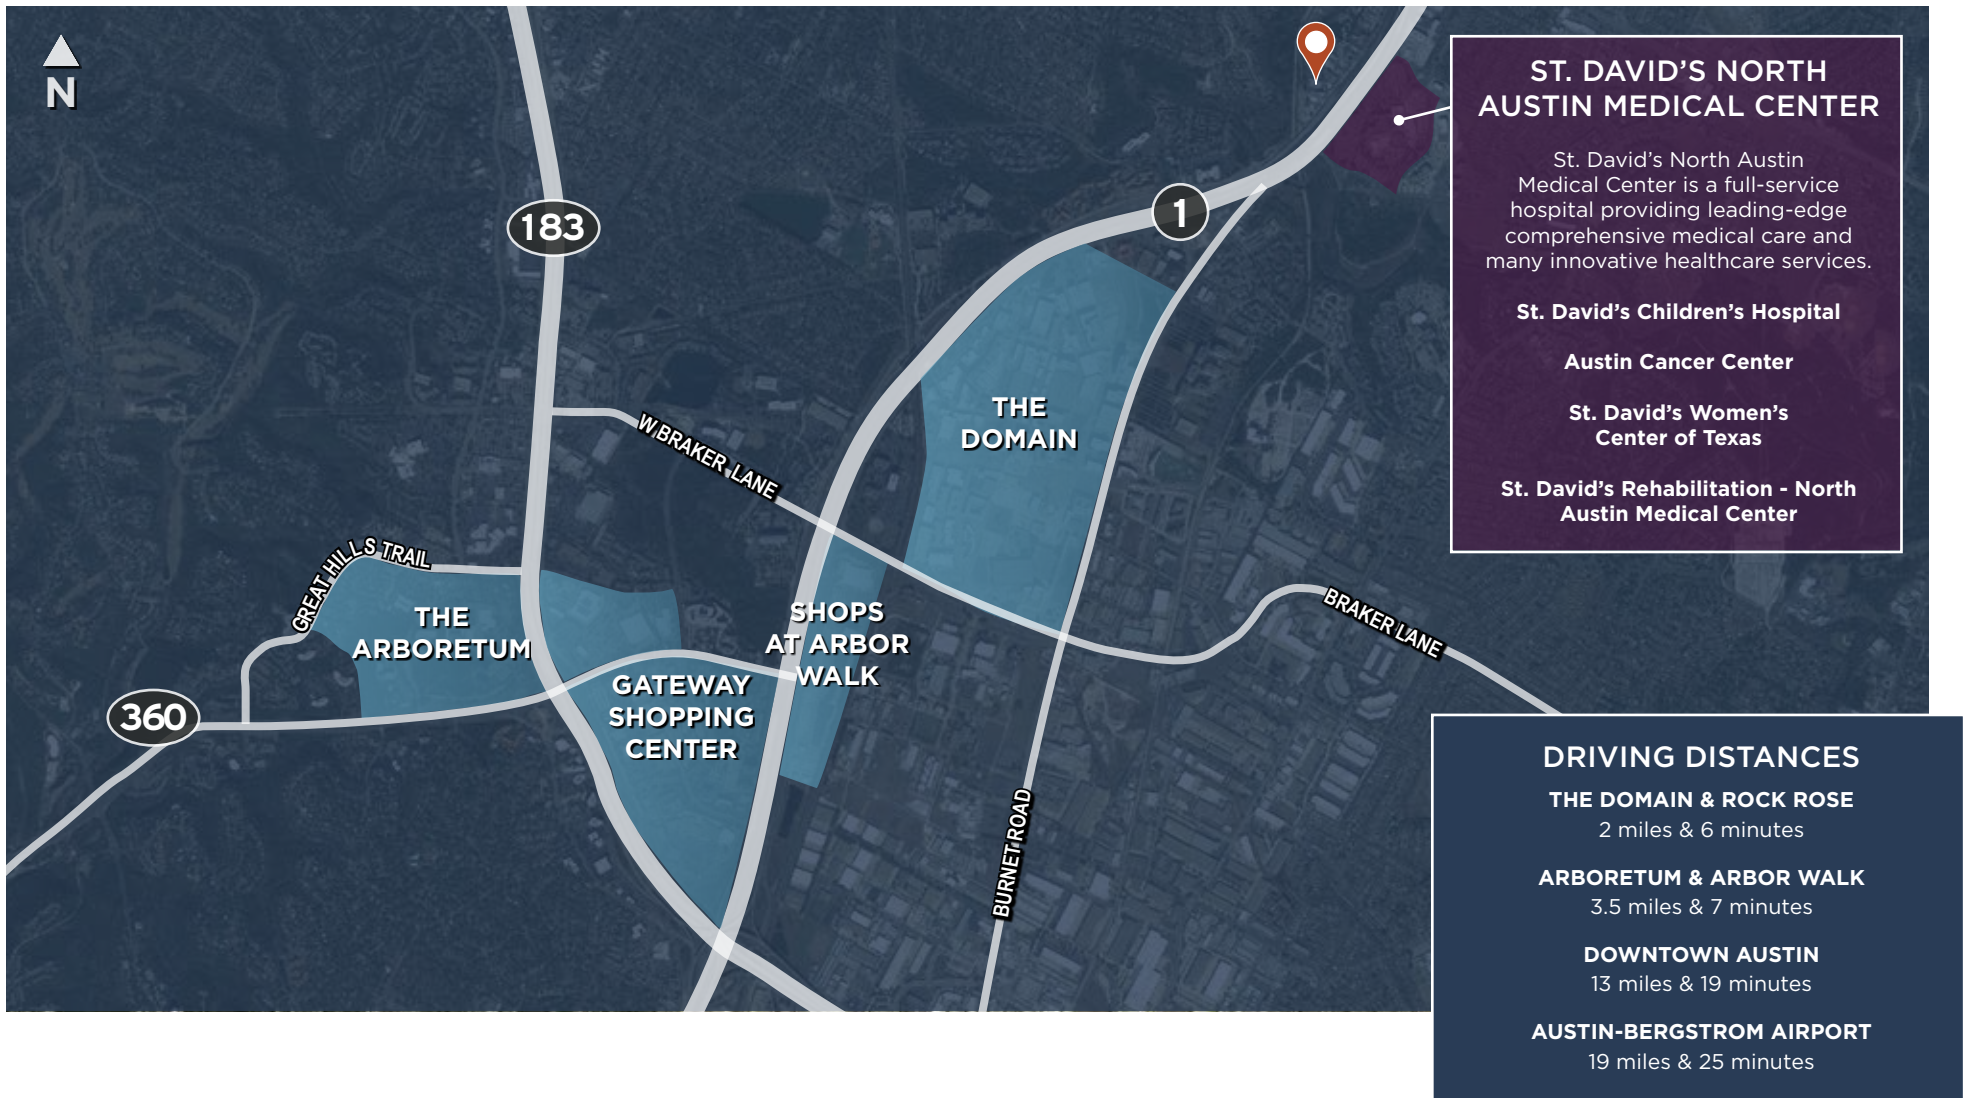 N
183
1
ST. DAVID’S NORTH
AUSTIN MEDICAL CENTER
St. David’s North Austin
Medical Center is a full-service
hospital providing leading-edge
comprehensive medical care and
many innovative healthcare services.
St. David’s Children’s Hospital
Austin Cancer Center
St. David’s Women’s
Center of Texas
St. David’s Rehabilitation - North
Austin Medical Center
THE
DOMAIN
W BRAKER LANE
GREAT HILLS TRAIL
THE
ARBORETUM
SHOPS
AT ARBOR
WALK
BRAKER LANE
GATEWAY
SHOPPING
CENTER
360
BURNET ROAD
DRIVING DISTANCES
THE DOMAIN & ROCK ROSE
2 miles & 6 minutes
ARBORETUM & ARBOR WALK
3.5 miles & 7 minutes
DOWNTOWN AUSTIN
13 miles & 19 minutes
AUSTIN-BERGSTROM AIRPORT
19 miles & 25 minutes